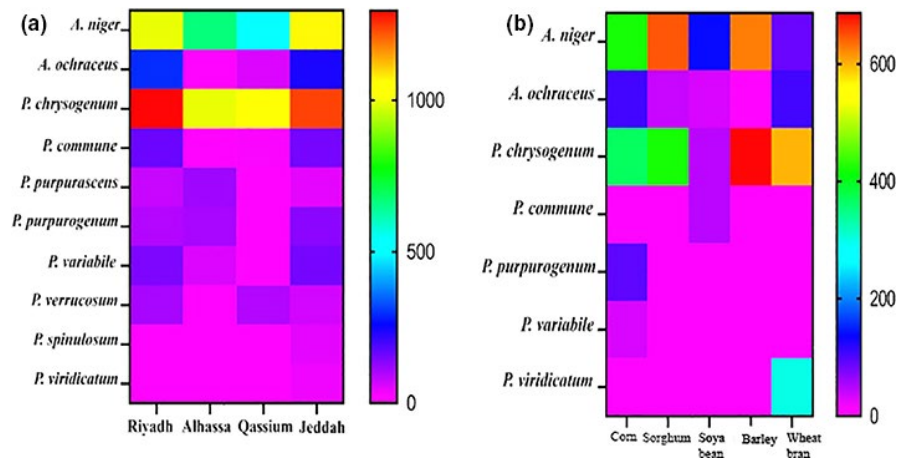 (a)
A. niger
A. ochraceus
P. chrysogenum
P. commune
P. purpurascens
P. purpurogenum
P. variabile
P. verrucosum
P. spinulosum
P. viridicatum
Riyadh Alhassa Qassium Jeddah
1000
500
0
(b)
A. niger
A. ochraceus
P. chrysogenum
P. commune
P. purpurogenum
P. variabile
P. viridicatum
Corn Sorghum Soya Barley Wheat
bean bran
600
400
200
0